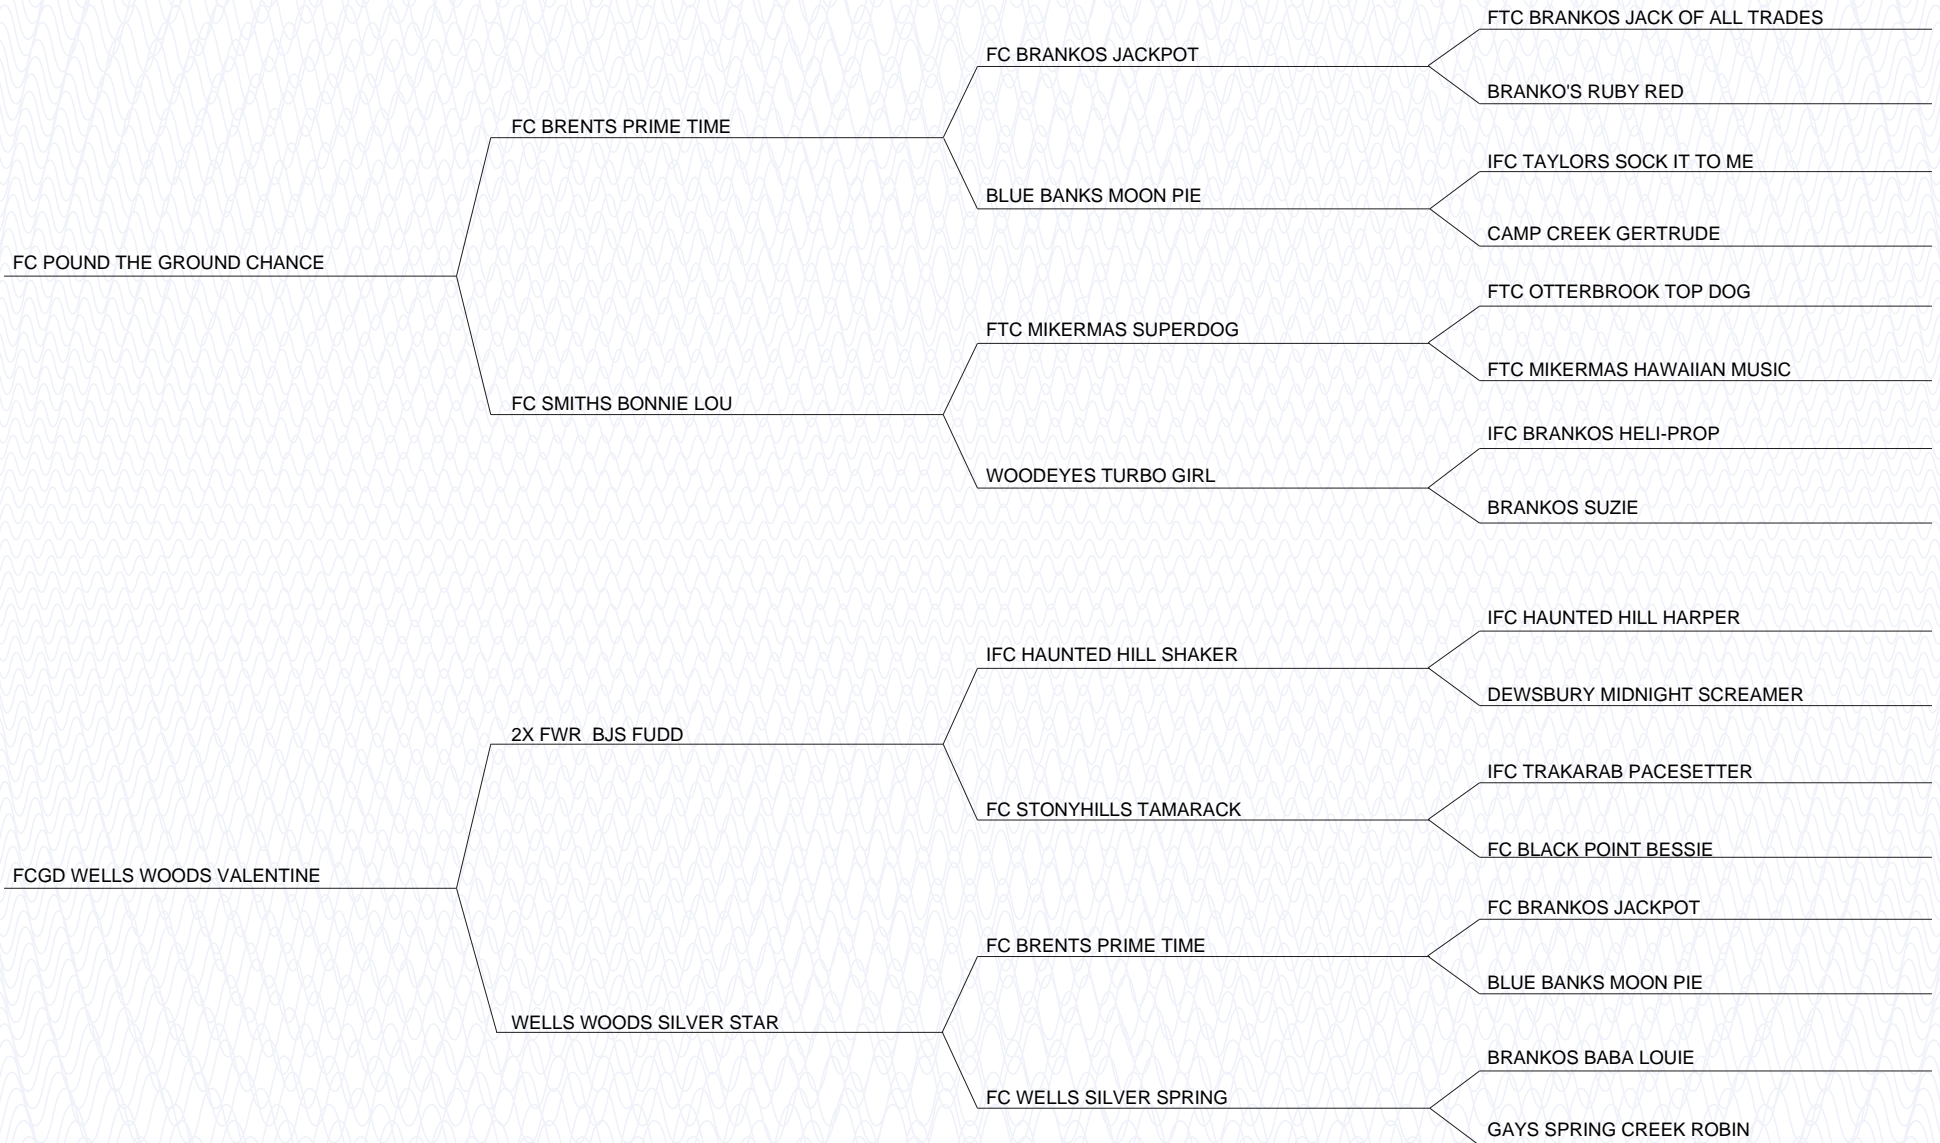 FTC BRANKOS JACK OF ALL TRADES
FC BRANKOS JACKPOT
BRANKO'S RUBY RED
FC BRENTS PRIME TIME
IFC TAYLORS SOCK IT TO ME
BLUE BANKS MOON PIE
CAMP CREEK GERTRUDE
FC POUND THE GROUND CHANCE
FTC OTTERBROOK TOP DOG
FTC MIKERMAS SUPERDOG
FTC MIKERMAS HAWAIIAN MUSIC
FC SMITHS BONNIE LOU
IFC BRANKOS HELI-PROP
WOODEYES TURBO GIRL
BRANKOS SUZIE
IFC HAUNTED HILL HARPER
IFC HAUNTED HILL SHAKER
DEWSBURY MIDNIGHT SCREAMER
2X FWR  BJS FUDD
IFC TRAKARAB PACESETTER
FC STONYHILLS TAMARACK
FC BLACK POINT BESSIE
FCGD WELLS WOODS VALENTINE
FC BRANKOS JACKPOT
FC BRENTS PRIME TIME
BLUE BANKS MOON PIE
WELLS WOODS SILVER STAR
BRANKOS BABA LOUIE
FC WELLS SILVER SPRING
GAYS SPRING CREEK ROBIN